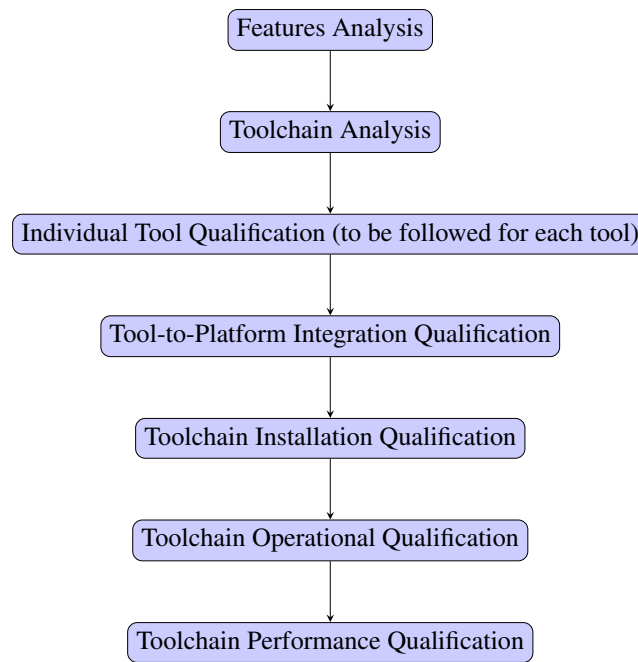 Features Analysis
Toolchain Analysis
Individual Tool Qualification (to be followed for each tool)
Tool-to-Platform Integration Qualification
Toolchain Installation Qualification
Toolchain Operational Qualification
Toolchain Performance Qualification